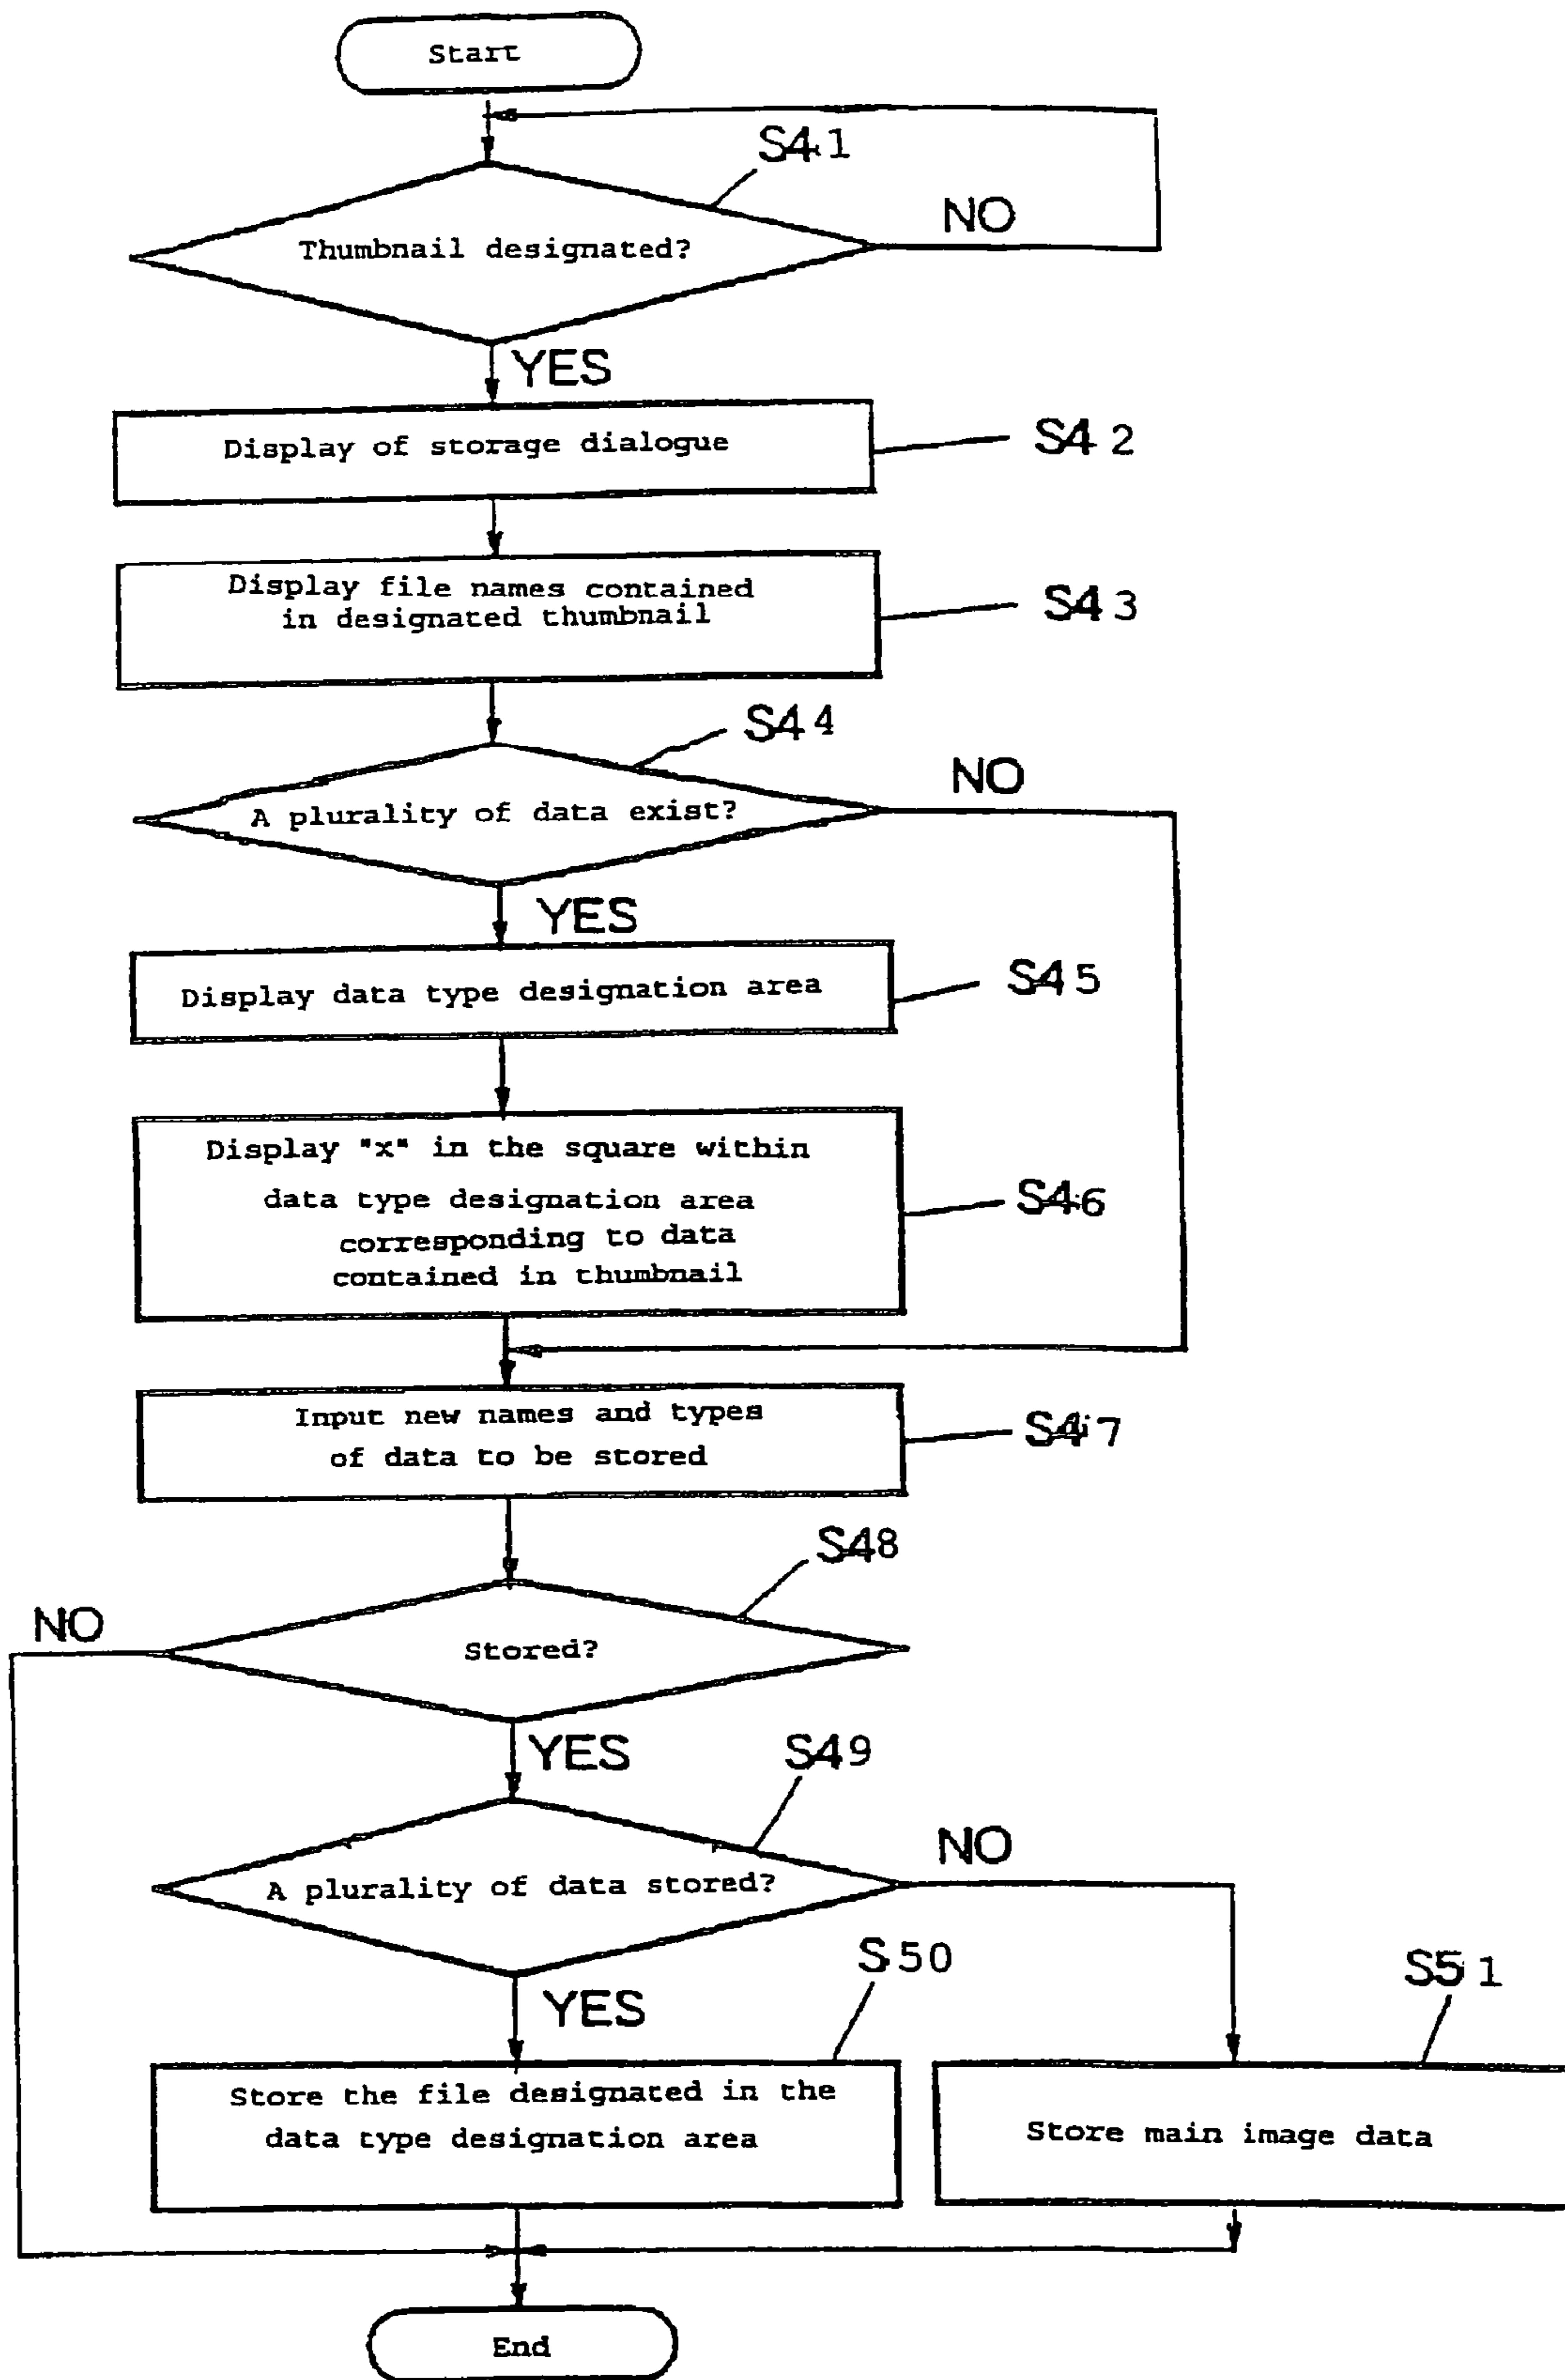 Start
S41
Thumbnail designated?
NO
YES
Display of storage dialogue
S42
Display file names contained
in designated thumbnail
S43
S44
A plurality of data exist?
NO
YES
Display data type designation area
S45
Display "x" in the square within
data type designation area
corresponding to data
contained in thumbnail
S46
Input new names and types
of data to be stored
S47
S48
NO
Stored?
YES
S49
A plurality of data stored?
NO
YES
S50
S51
Store the file designated in the
data type designation area
Store main image data
End